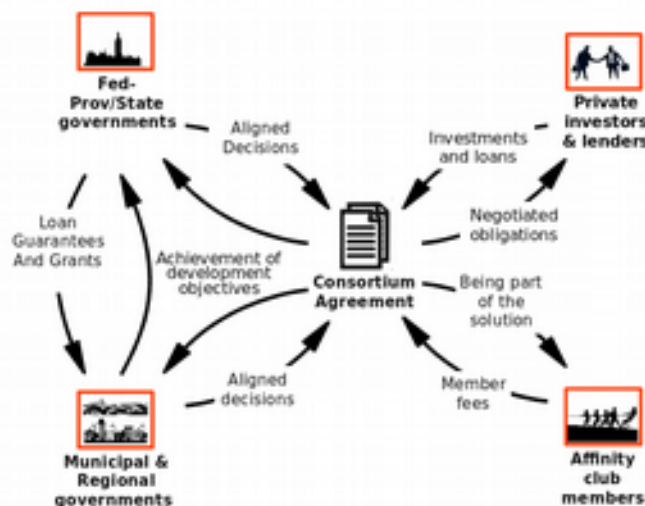 Fed-
Prov/State
governments
Private
investors
& lenders
Aligned
Decisions
Investments
and loans
Loan
Guarantees
And Grants
Negotiated
obligations
Achievement of
development
objectives
Consortium
Agreement
Being part
of the
solution
Aligned
decisions
Member
fees
Municipal &
Regional
governments
Affinity
club
members